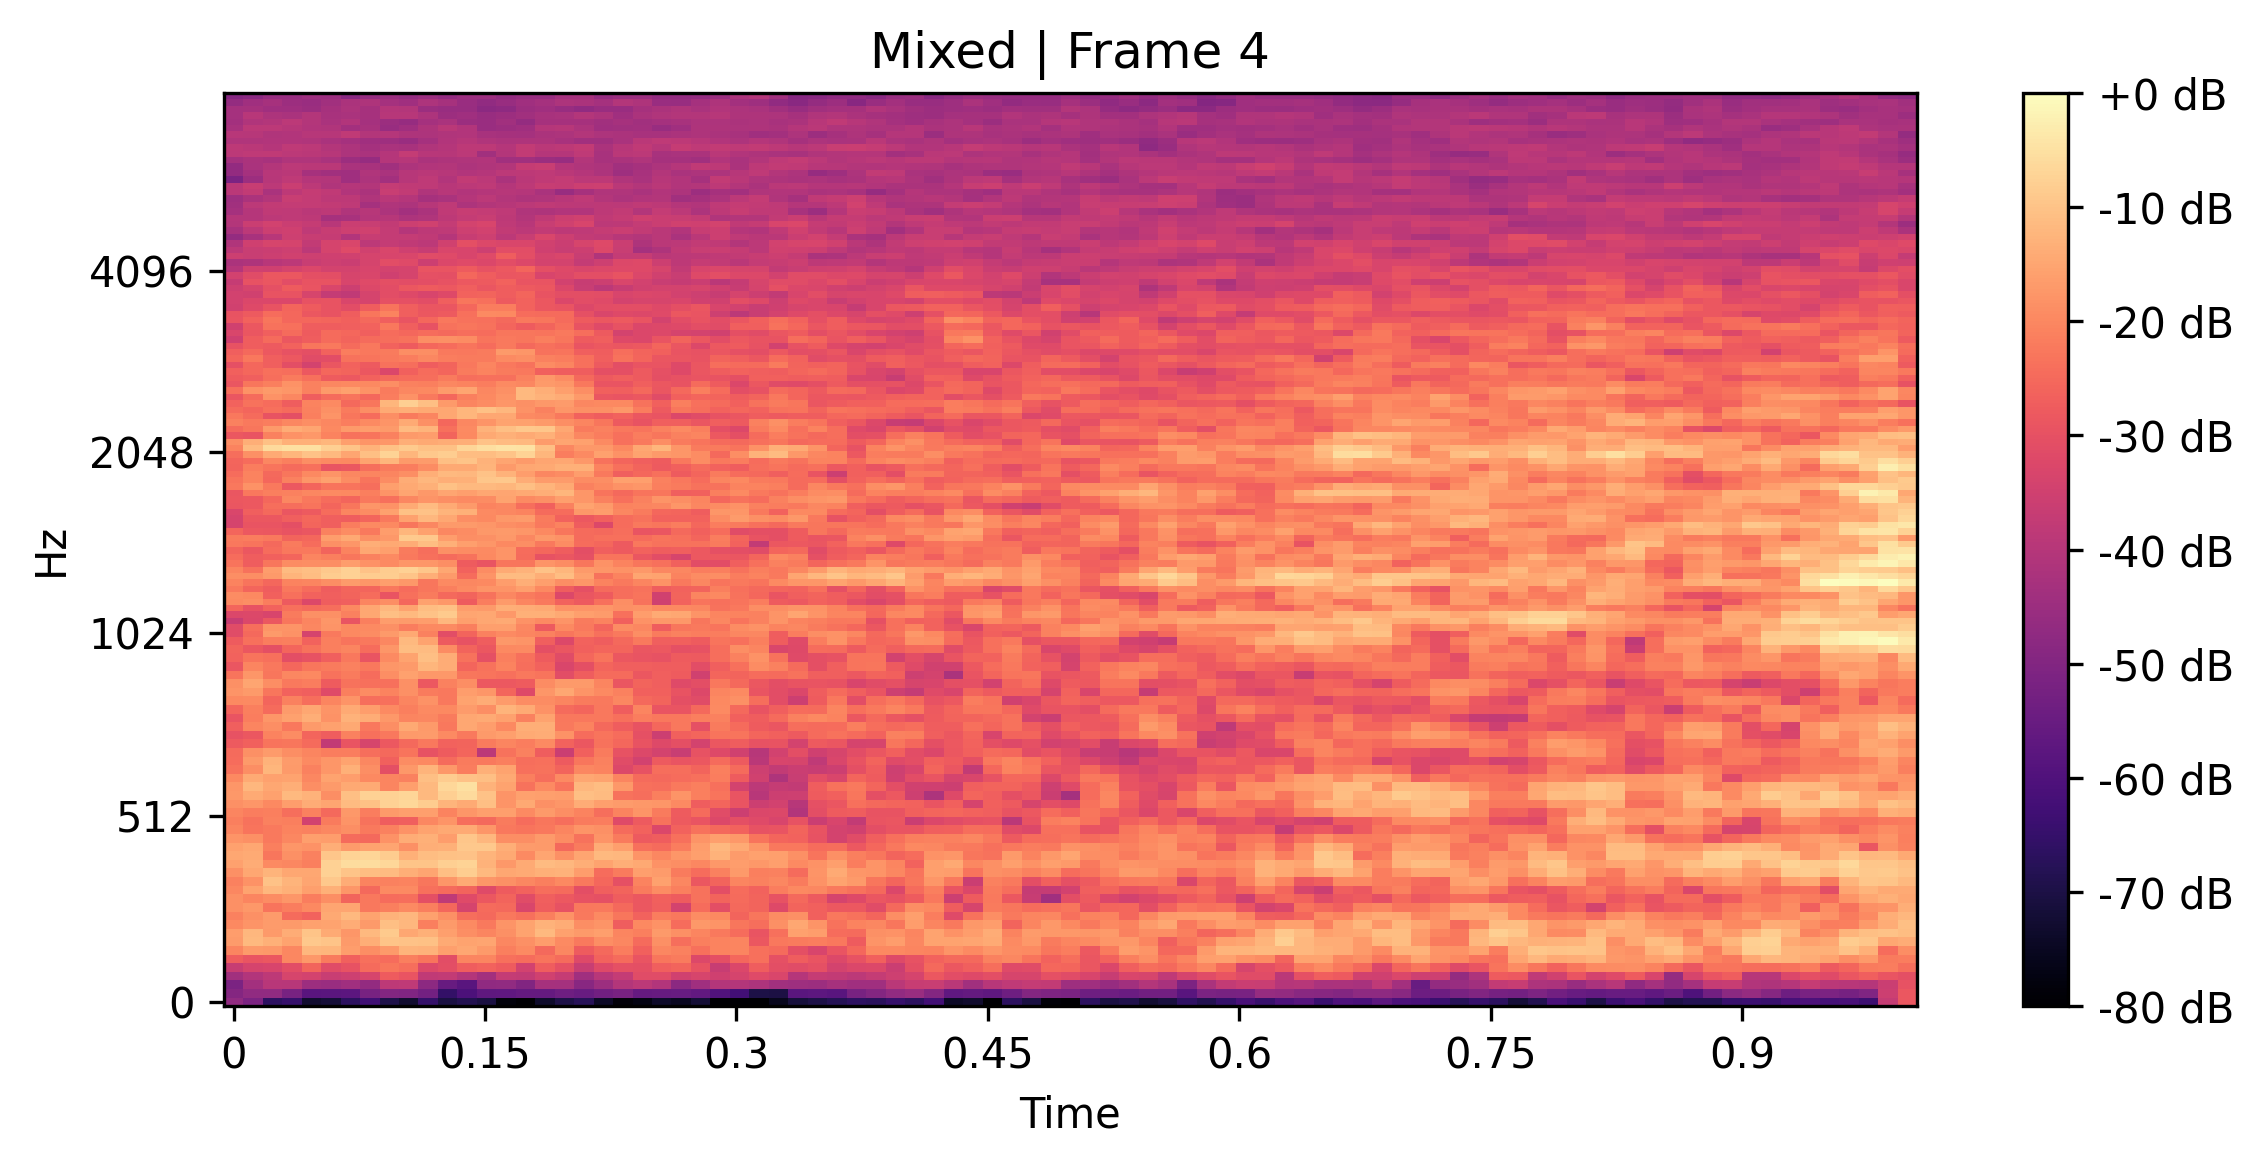 Mixed | Frame 4
Hz
4096
2048
1024
512
0
0 0.15 0.3 0.45 0.6 0.75 0.9
Time
+0 dB
-10 dB
-20 dB
-30 dB
-40 dB
-50 dB
-60 dB
-70 dB
-80 dB